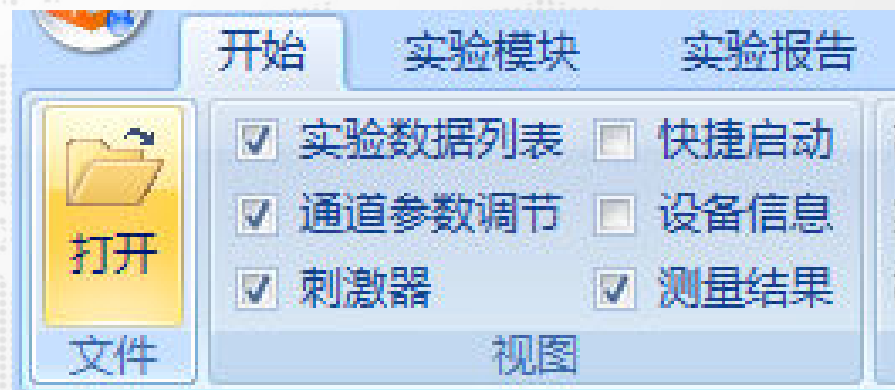 开始 实验模块 实验报告
实验数据列表 快捷启动
通道参数调节 设备信息
打开
刺激器 测量结果
文件 视图